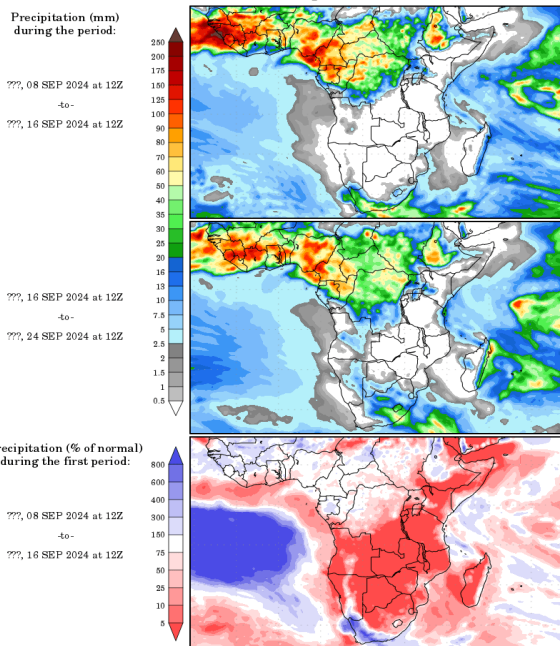 Precipitation (mm)
during the period:
???, 08 SEP 2024 at 12Z
-to-
???, 16 SEP 2024 at 12Z
250
200
175
150
125
100
90
80
70
60
50
40
35
30
25
20
16
13
10
7.5
5
2.5
2
1.5
1
0.5
???, 16 SEP 2024 at 12Z
-to-
???, 24 SEP 2024 at 12Z
recipitation (% of normal)
during the first period:
???, 08 SEP 2024 at 12Z
-to-
???, 16 SEP 2024 at 12Z
800
600
400
300
150
75
50
25
10
5